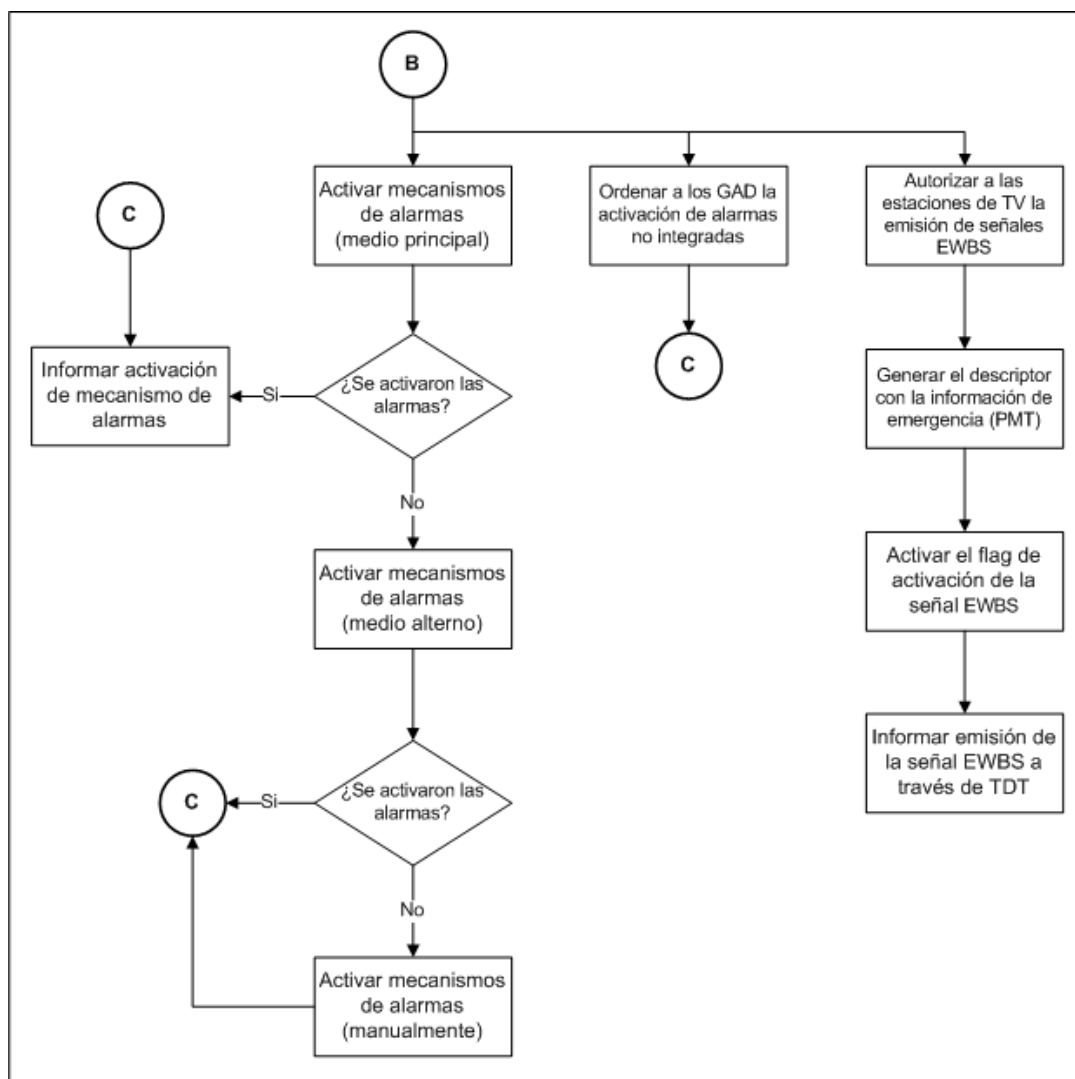 B
Activar mecanismos
de alarmas
(medio principal)
Ordenar a los GAD la
activación de alarmas
no integradas
Autorizar a las
estaciones de TV la
emisión de señales
EWBS
C
Informar activación
de mecanismo de
alarmas
Si
¿Se activaron las
alarmas?
C
Generar el descriptor
con la información de
emergencia (PMT)
No
Activar mecanismos
de alarmas
(medio alterno)
Activar el flag de
activación de la
señal EWBS
C
Si
¿Se activaron las
alarmas?
Informar emisión de
la señal EWBS a
través de TDT
No
Activar mecanismos
de alarmas
(manualmente)